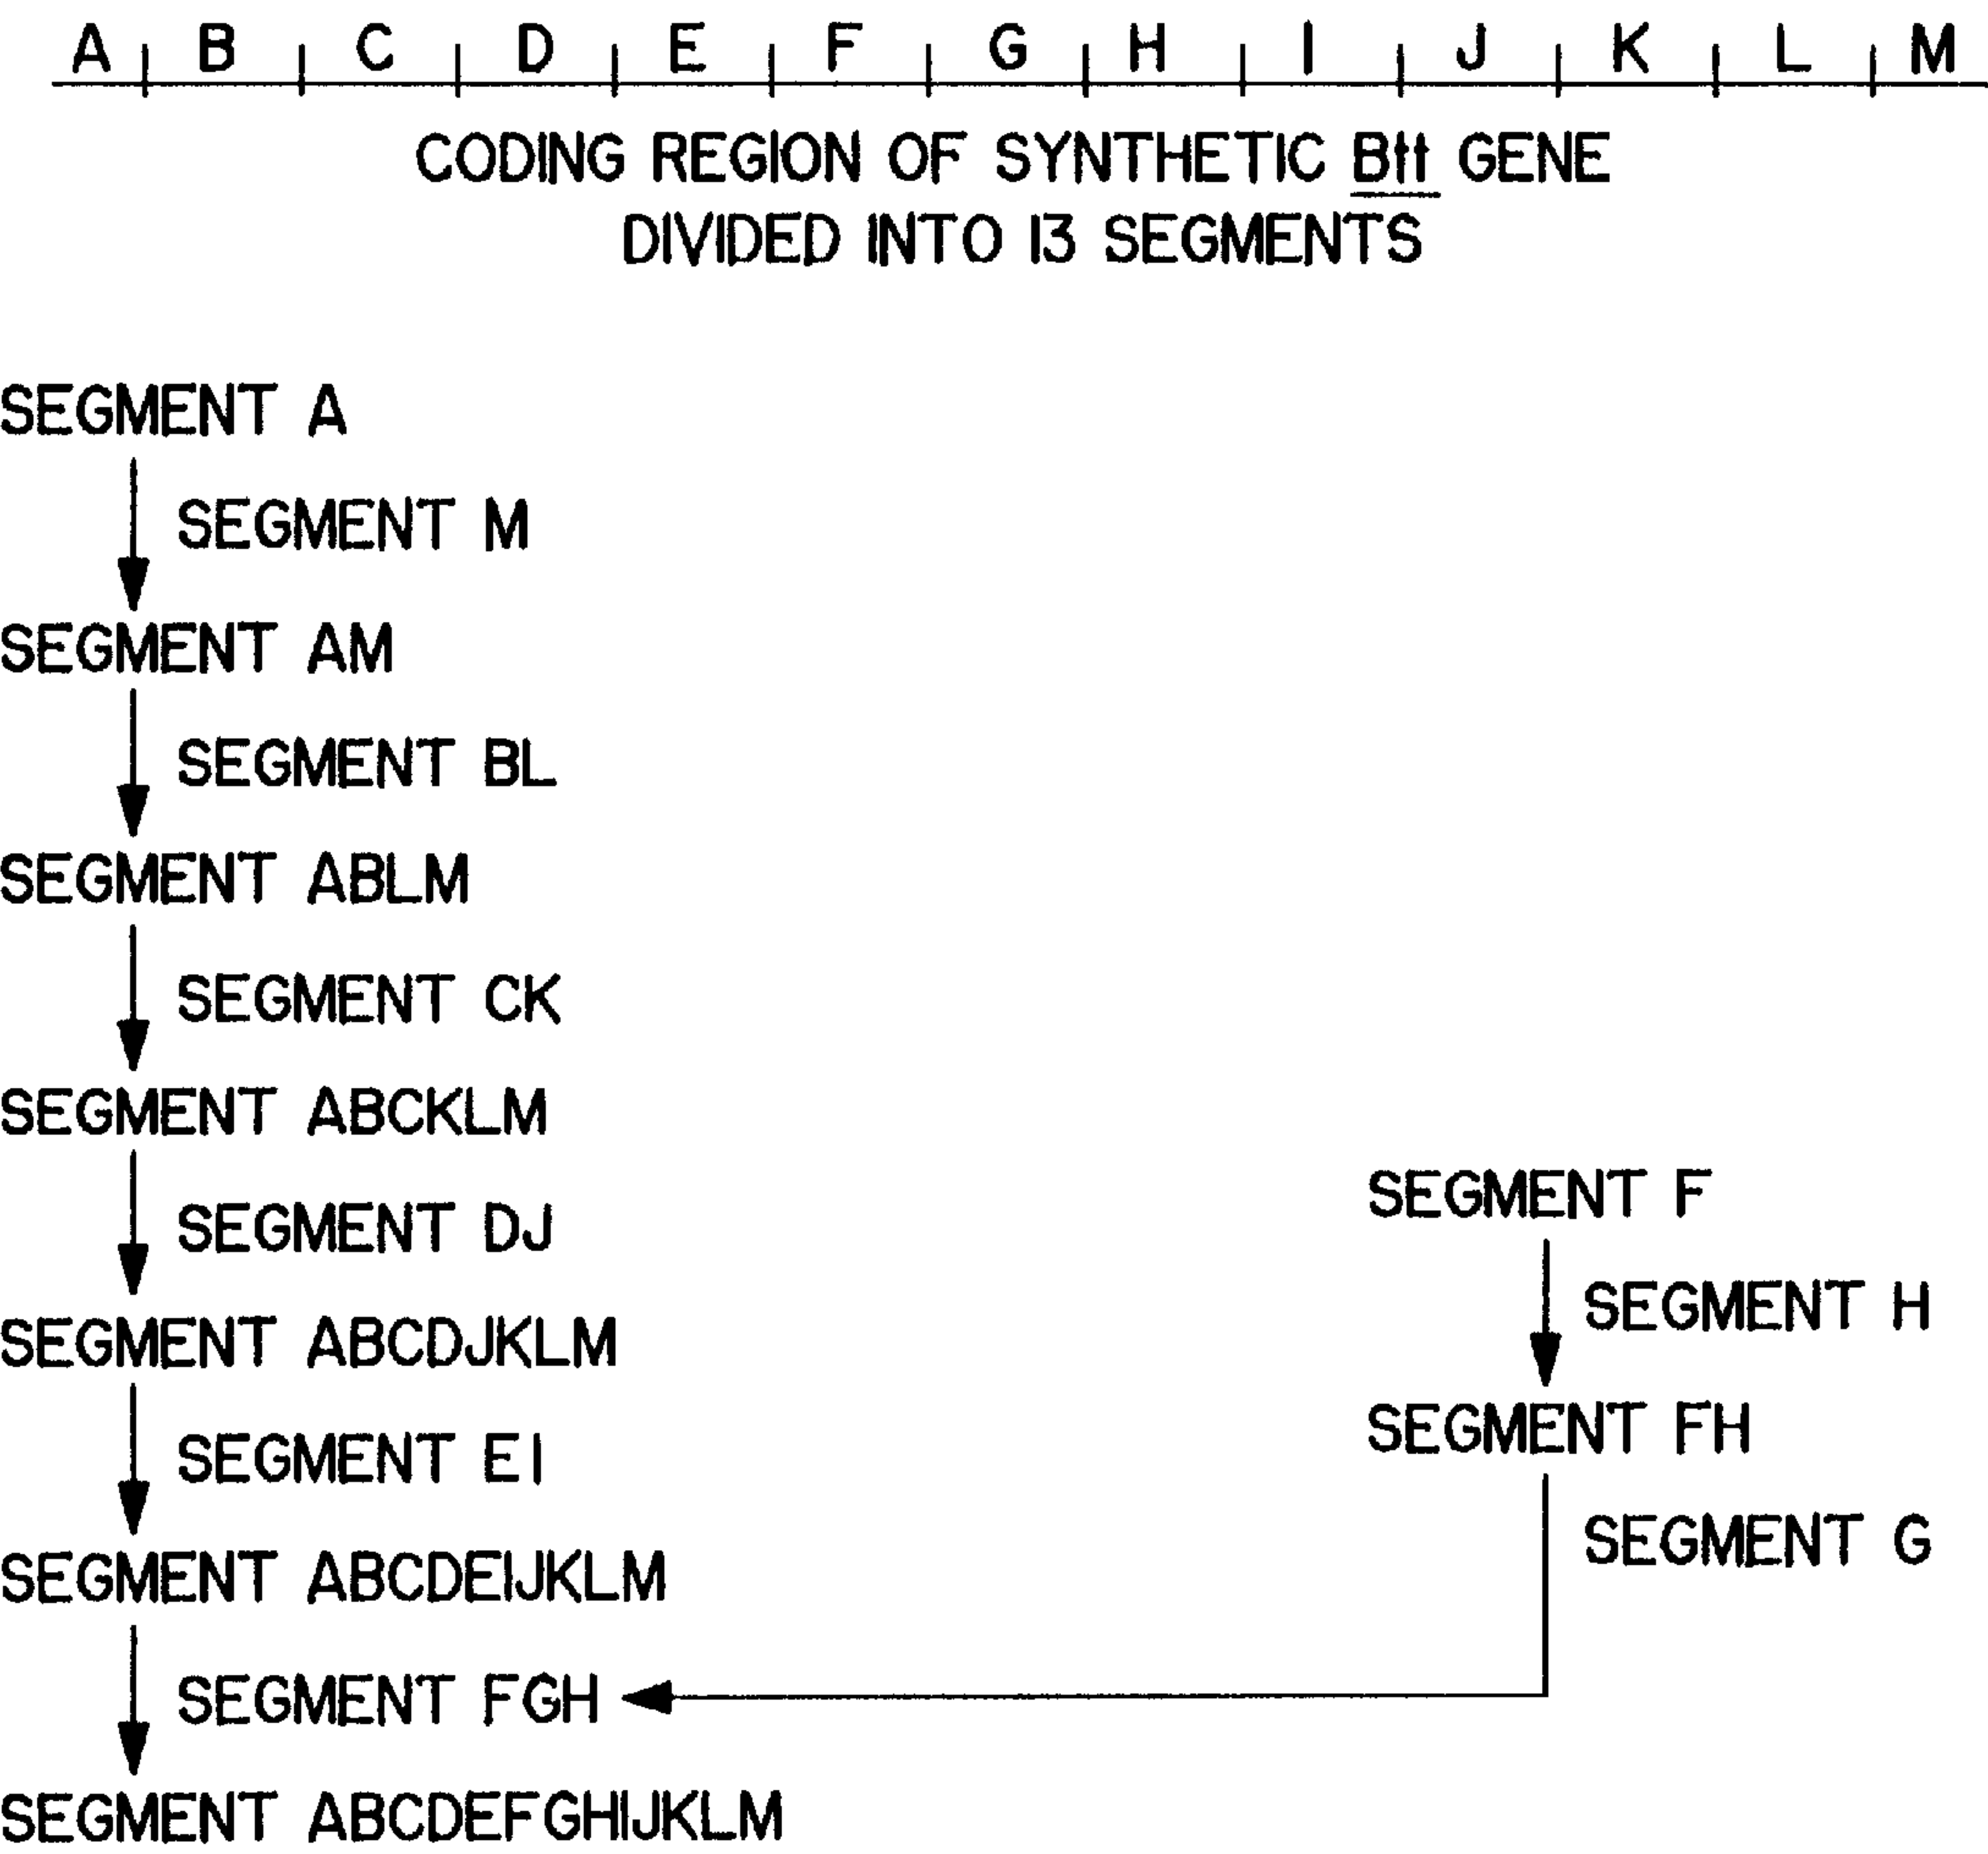 A B C D E F G H I J K L M
CODING REGION OF SYNTHETIC Btt GENE
DIVIDED INTO 13 SEGMENTS
SEGMENT A
SEGMENT M
SEGMENT AM
SEGMENT BL
SEGMENT ABLM
SEGMENT CK
SEGMENT ABCKLM
SEGMENT DJ
SEGMENT ABCDJKLM
SEGMENT EI
SEGMENT ABCDEIJKLM
SEGMENT F
SEGMENT H
SEGMENT FH
SEGMENT G
SEGMENT FGH
SEGMENT ABCDEFGHIJKLM